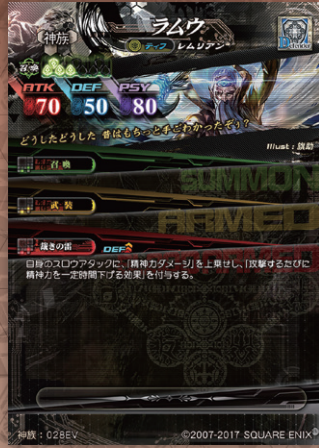 神族
ラムウ
ティフ レムリアン
召喚
ATK DEF PSY
70 50 80
どうしたどうした 昔はもちっと手ごわかったぞぅ？
Illust：旗助
召喚
SUMMON
武装
ARMED
裁きの雷
DEF
自身のスロウアタックに、「精神力ダメージ」を上乗せし、「攻撃するたびに
精神力を一定時間下げる効果」を付与する。
神族：028EV
©2007-2017 SQUARE ENIX